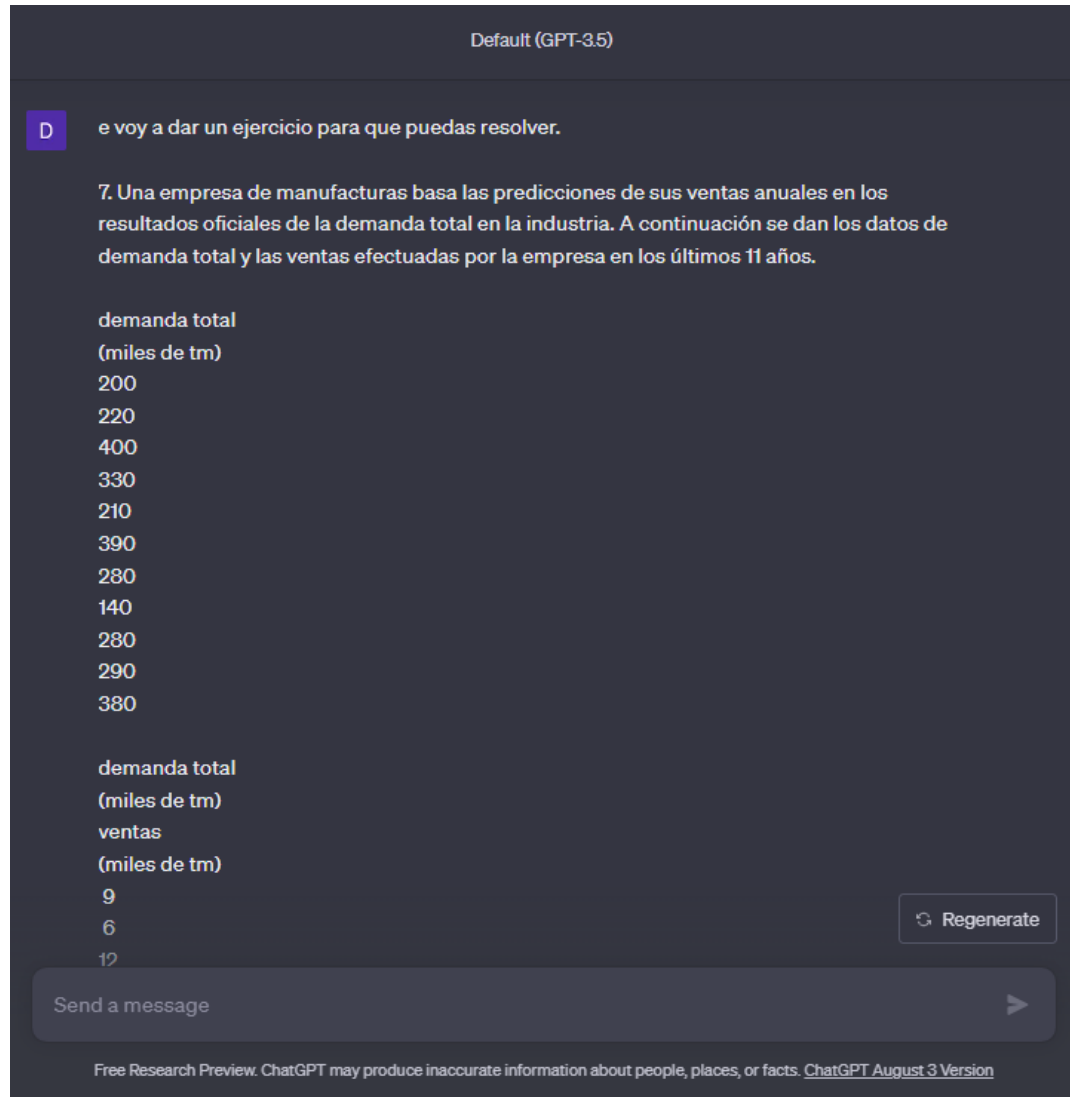 Default (GPT-3.5)
D
e voy a dar un ejercicio para que puedas resolver.
7. Una empresa de manufacturas basa las predicciones de sus ventas anuales en los
resultados oficiales de la demanda total en la industria. A continuación se dan los datos de
demanda total y las ventas efectuadas por la empresa en los últimos 11 años.
demanda total
(miles de tm)
200
220
400
330
210
390
280
140
280
290
380
demanda total
(miles de tm)
ventas
(miles de tm)
9
6
12
Regenerate
Send a message
Free Research Preview. ChatGPT may produce inaccurate information about people, places, or facts. ChatGPT August 3 Version